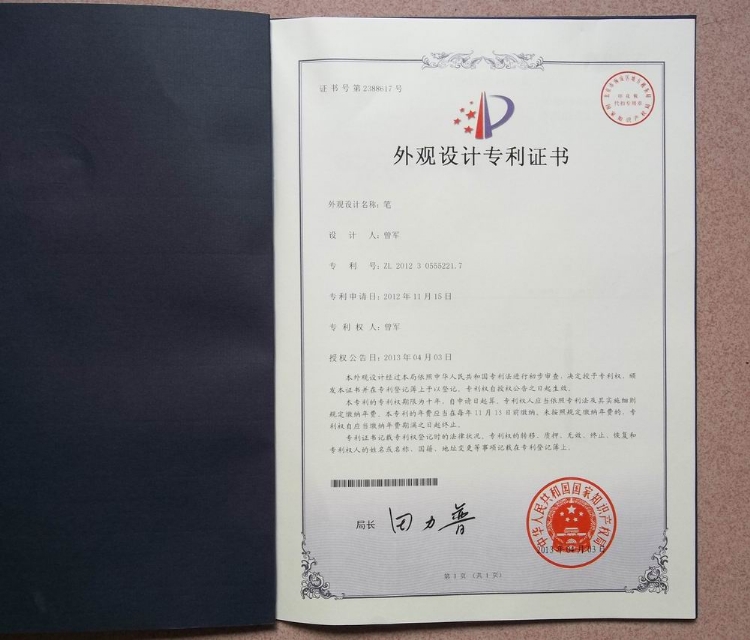 证书号第2388617号
外观设计专利证书
外观设计名称：笔
设 计 人：曾军
专 利 号：ZL 2012 3 0555221.7
专利申请日：2012年11月15日
专 利 权 人：曾军
授权公告日：2013年04月03日
本外观设计经过本局依照中华人民共和国专利法进行初步审查，决定授予专利权，颁
发本证书并在专利登记簿上予以登记。专利权自授权公告之日起生效。
本专利的专利权期限为十年，自申请日起算。专利权人应当依照专利法及其实施细则
规定缴纳年费。本专利的年费应当在每年11月15日前缴纳。未按照规定缴纳年费的，专
利权自应当缴纳年费期满之日起终止。
专利证书记载专利权登记时的法律状况。专利权的转移、质押、无效、终止、恢复和
专利权人的姓名或名称、国籍、地址变更等事项记载在专利登记簿上。
局长 田力普
中华人民共和国国家知识产权局
2013年04月03日
第1页（共1页）